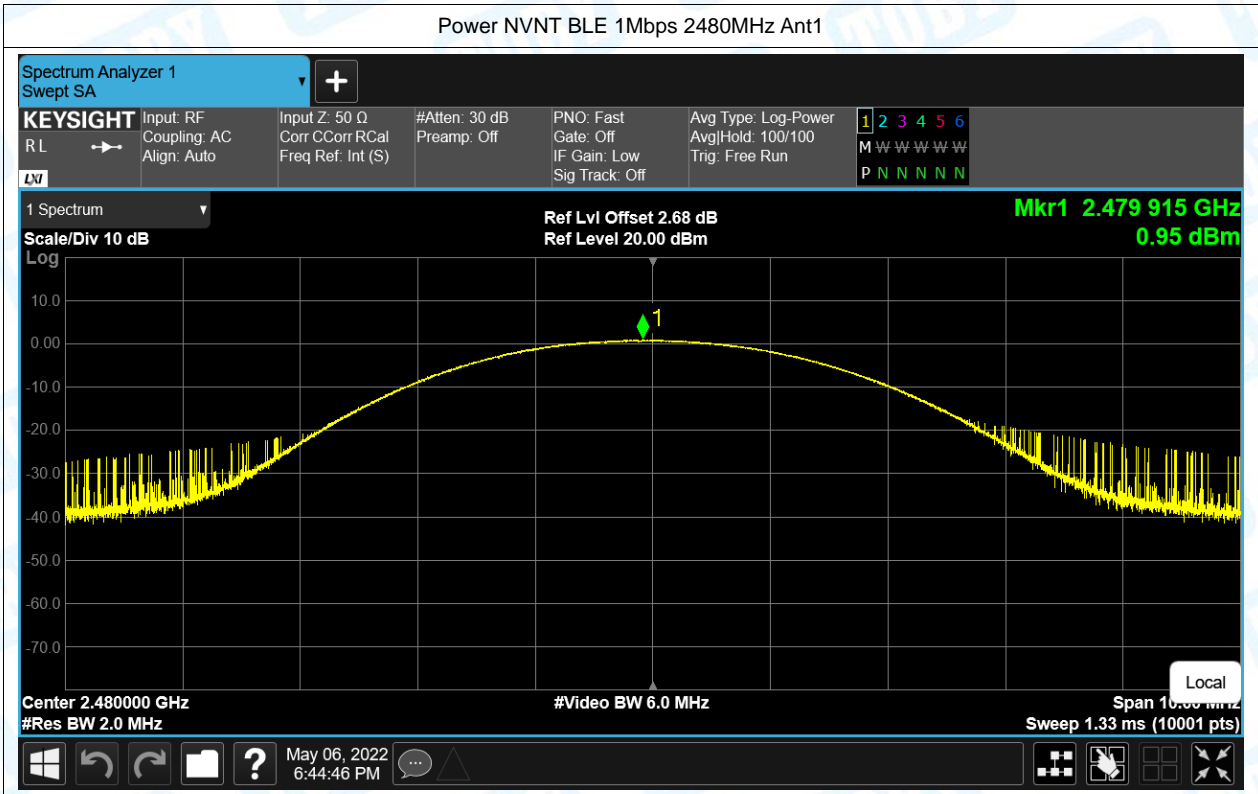 Power NVNT BLE 1Mbps 2480MHz Ant1
Spectrum Analyzer 1
Swept SA
KEYSIGHT
RL
LXI
Input: RF
Coupling: AC
Align: Auto
Input Z: 50 Ω
Corr CCorr RCal
Freq Ref: Int (S)
#Atten: 30 dB
Preamp: Off
PNO: Fast
Gate: Off
IF Gain: Low
Sig Track: Off
Avg Type: Log-Power
Avg|Hold: 100/100
Trig: Free Run
1 2 3 4 5 6
M W W W W W
P N N N N N
1 Spectrum
Scale/Div 10 dB
Ref Lvl Offset 2.68 dB
Ref Level 20.00 dBm
Mkr1 2.479 915 GHz
0.95 dBm
Log
10.0
0.00
-10.0
-20.0
-30.0
-40.0
-50.0
-60.0
-70.0
1
Center 2.480000 GHz
#Res BW 2.0 MHz
#Video BW 6.0 MHz
Local
Span 10.00 MHz
Sweep 1.33 ms (10001 pts)
?
May 06, 2022
6:44:46 PM